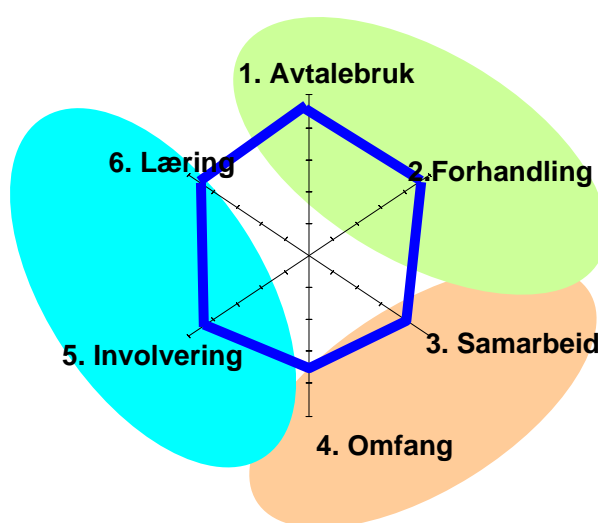 1. Avtalebruk
2.Forhandling
3. Samarbeid
4. Omfang
5. Involvering
6. Læring